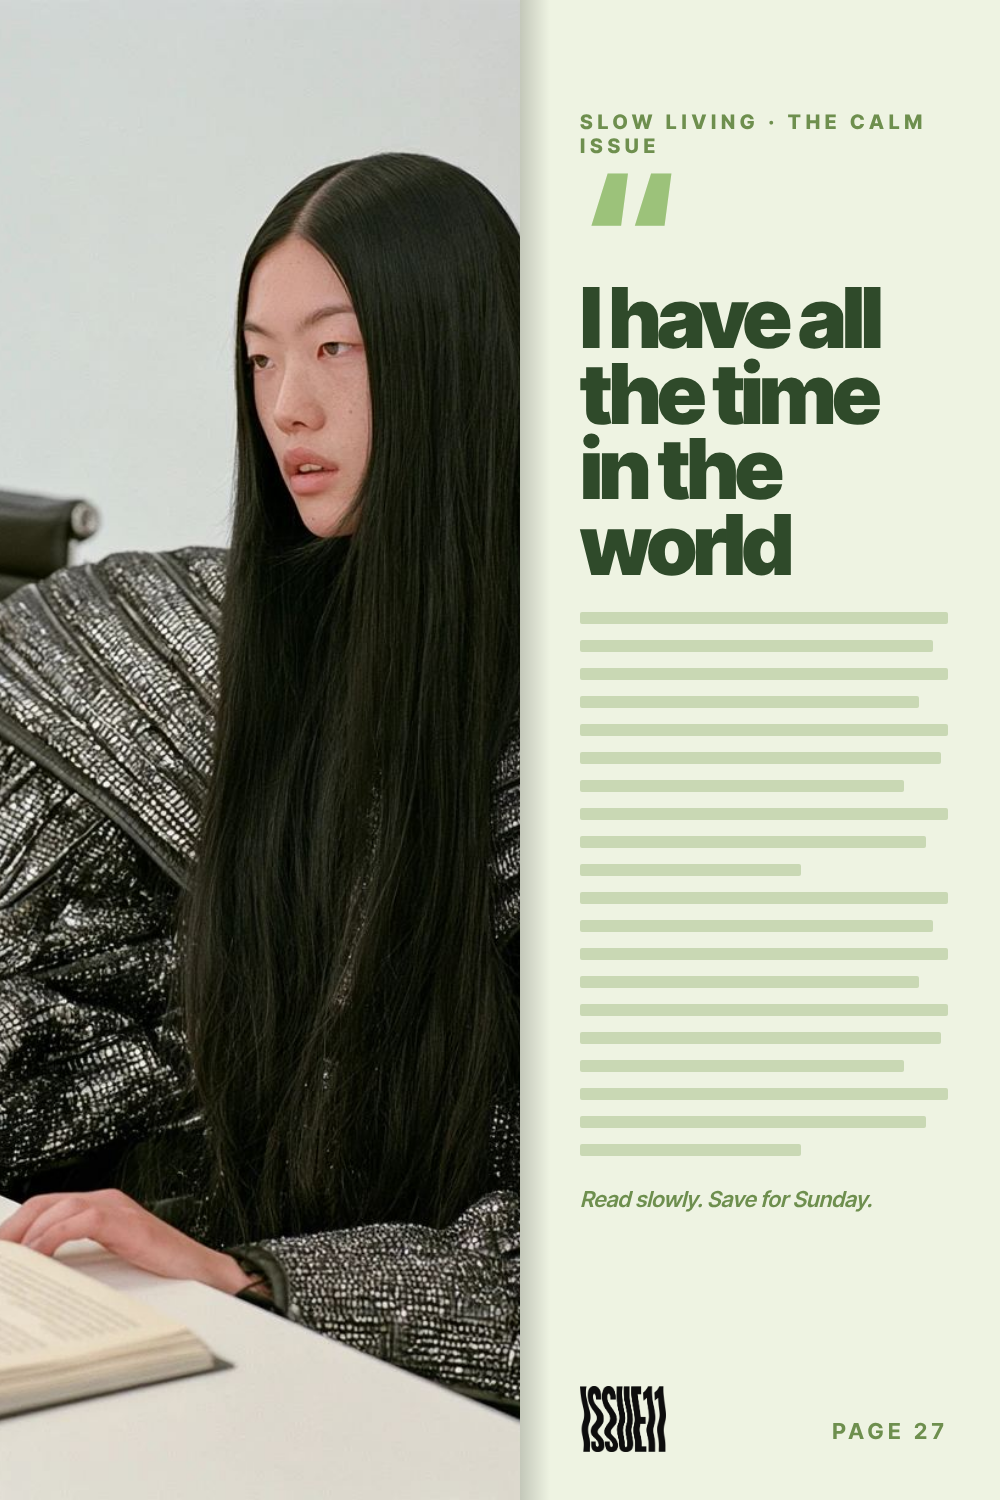 SLOW LIVING · THE CALM
ISSUE
"
I have all
the time
in the
world
Read slowly. Save for Sunday.
ISSUE11
PAGE 27